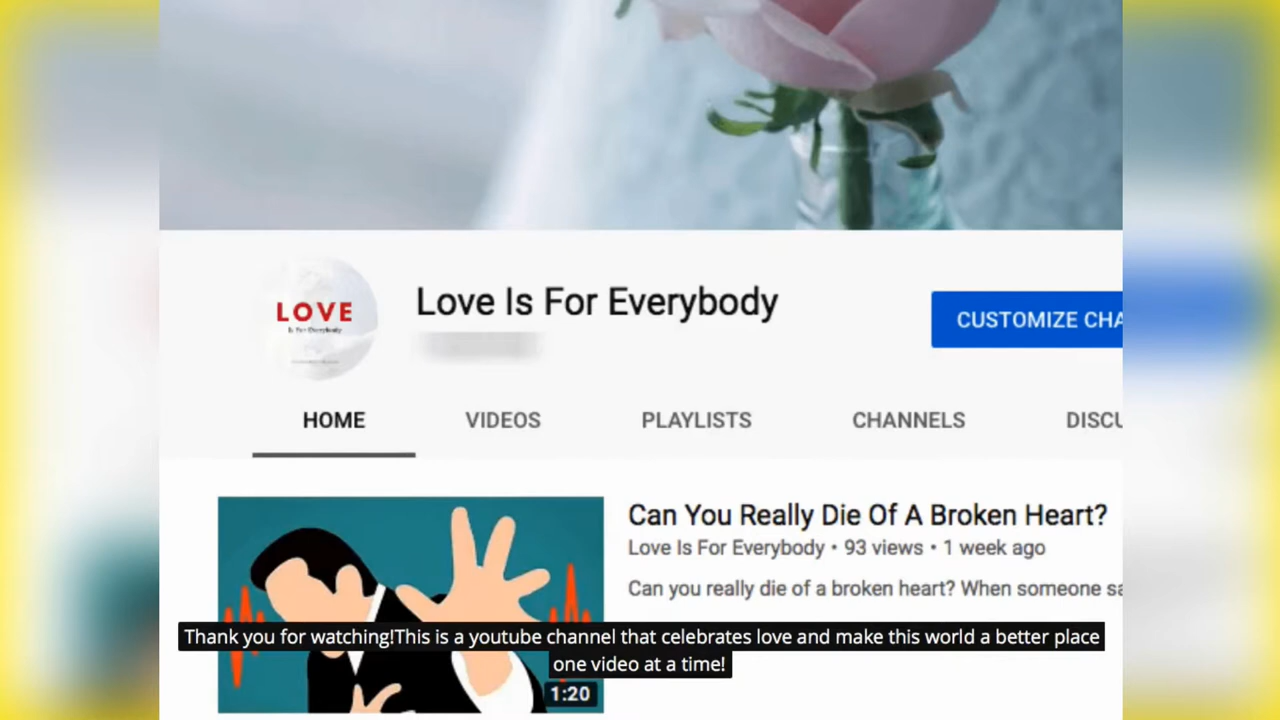 LOVE
Is For Everybody
Love Is For Everybody
CUSTOMIZE CHA
HOME VIDEOS PLAYLISTS CHANNELS DISCU
Can You Really Die Of A Broken Heart?
Love Is For Everybody • 93 views • 1 week ago
Can you really die of a broken heart? When someone sa
Thank you for watching!This is a youtube channel that celebrates love and make this world a better place
one video at a time!
1:20